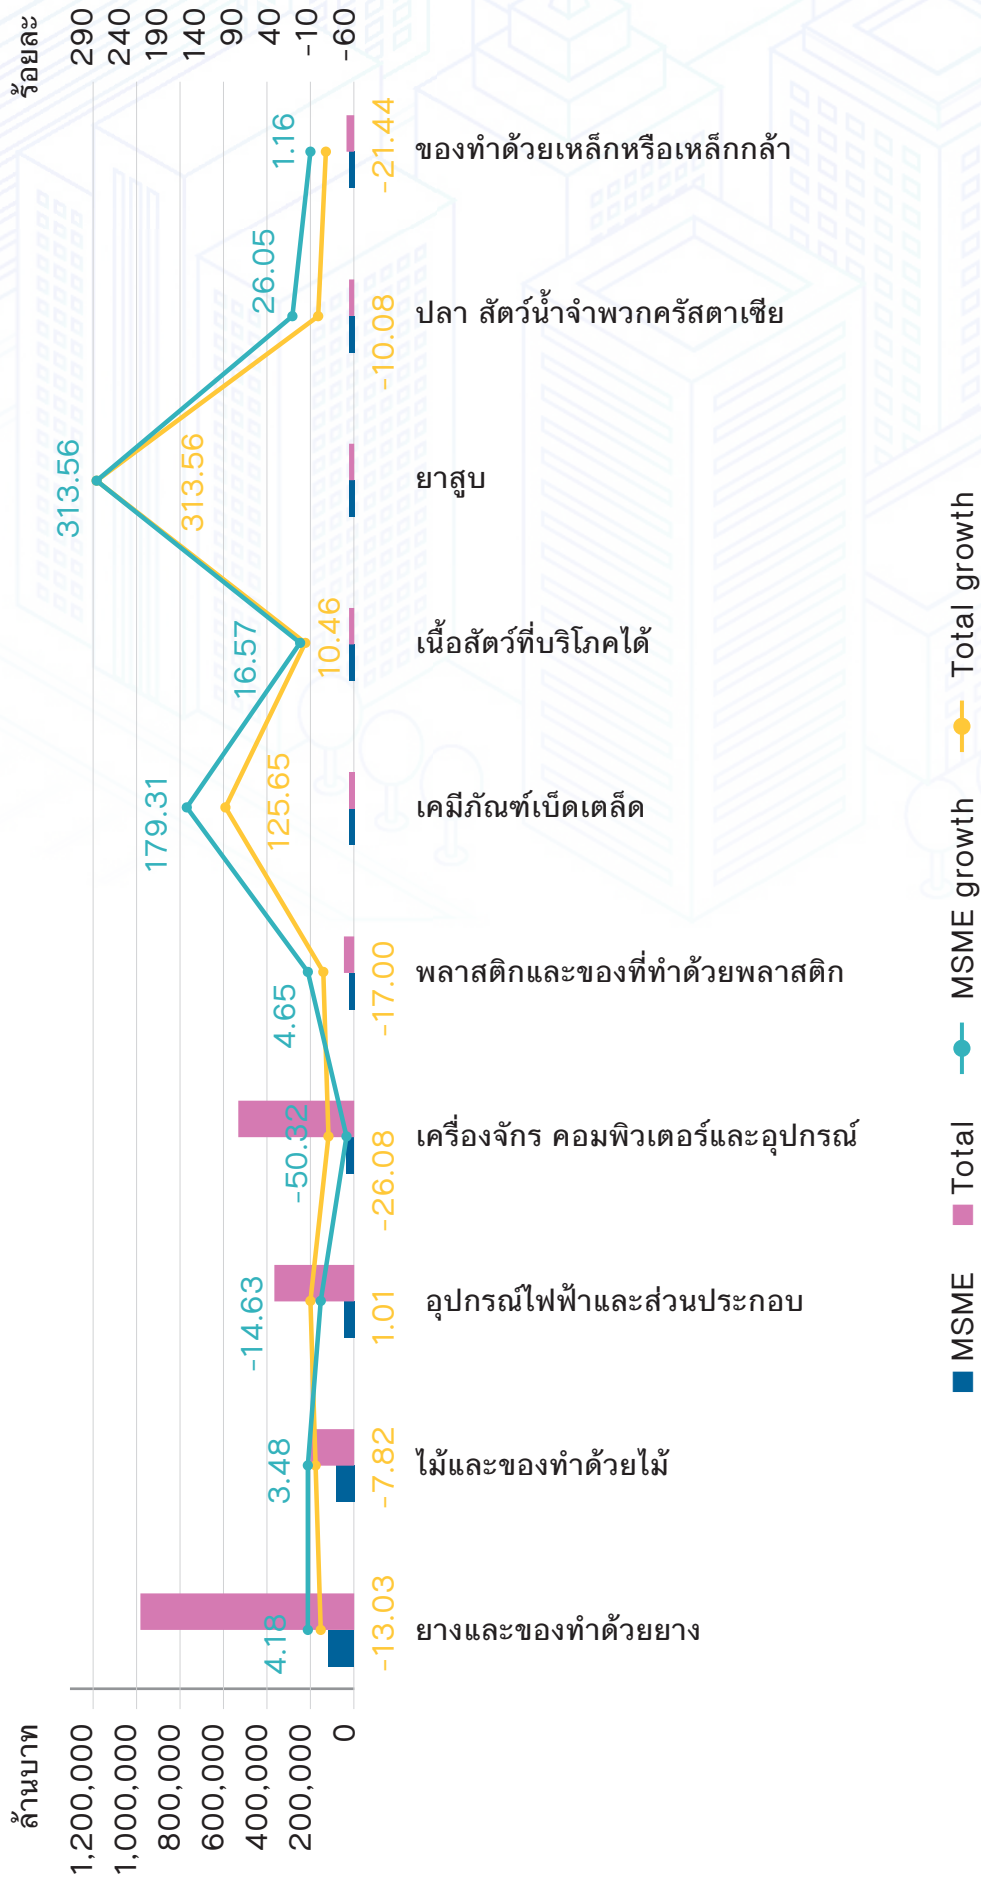 ล้านบาท
1,200,000
1,000,000
800,000
600,000
400,000
200,000
0
ร้อยละ
290
240
190
140
90
40
-10
-60
4.18
3.48
-14.63
-50.32
4.65
179.31
16.57
313.56
26.05
1.16
-13.03
-7.82
1.01
-26.08
-17.00
125.65
10.46
313.56
-10.08
-21.44
ยางและของทำด้วยยาง
ไม้และของทำด้วยไม้
อุปกรณ์ไฟฟ้าและส่วนประกอบ
เครื่องจักร คอมพิวเตอร์และอุปกรณ์
พลาสติกและของที่ทำด้วยพลาสติก
เคมีภัณฑ์เบ็ดเตล็ด
เนื้อสัตว์ที่บริโภคได้
ยาสูบ
ปลา สัตว์น้ำจำพวกครัสตาเซีย
ของทำด้วยเหล็กหรือเหล็กกล้า
MSME
Total
MSME growth
Total growth